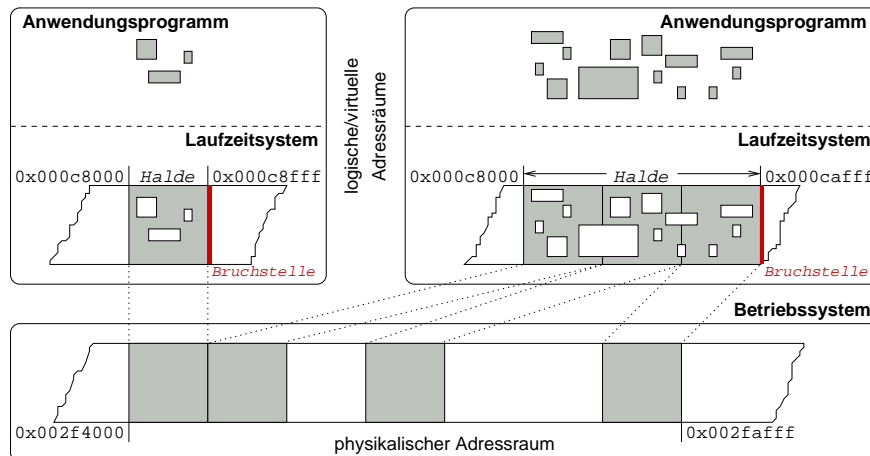 Anwendungsprogramm
Laufzeitsystem
0x000c8000 Halde 0x000c8fff
Bruchstelle
logische/virtuelle
Adressräume
Anwendungsprogramm
Laufzeitsystem
0x000c8000 Halde 0x000cafff
Bruchstelle
Betriebssystem
0x002f4000 0x002fafff
physikalischer Adressraum